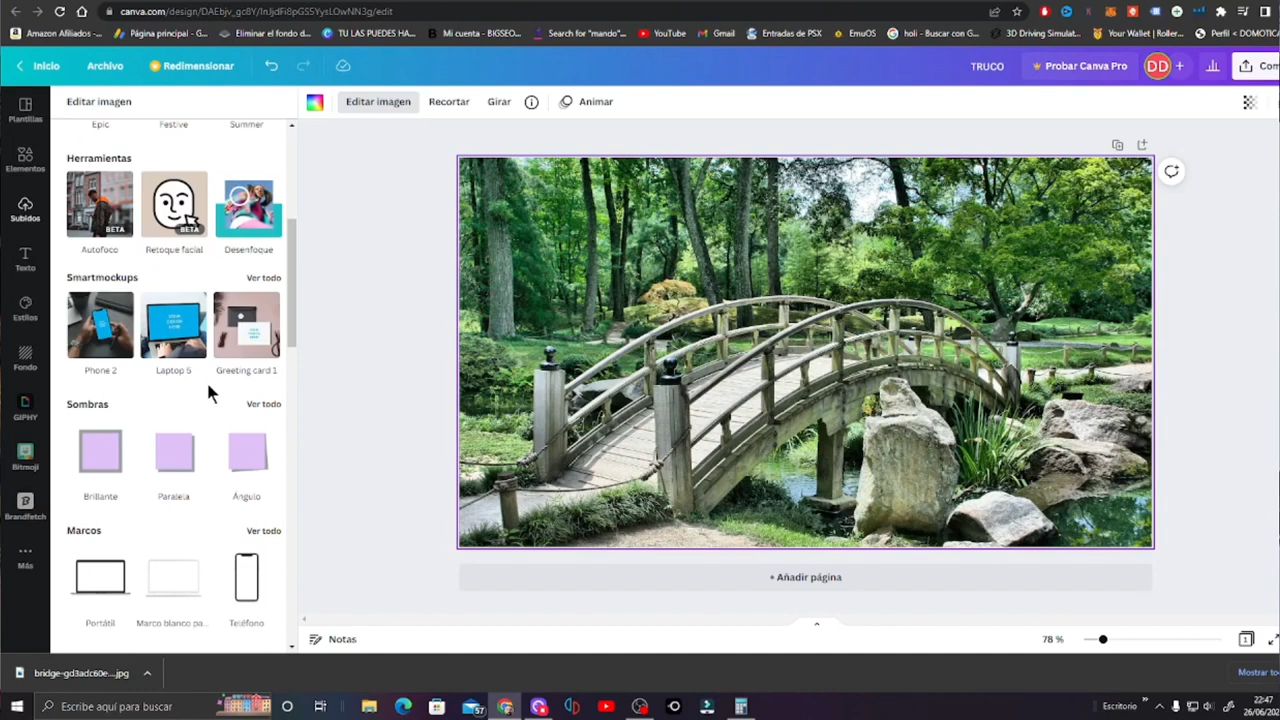 canva.com/design/DAEbjv_gc8Y/InJjdFi8pGS5YysLOwNN3g/edit
Amazon Afiliados –...
Página principal - G...
Eliminar el fondo d...
TU LAS PUEDES HA...
Mi cuenta - BIGSEO...
Search for "mando"...
YouTube
Gmail
Entradas de PSX
EmuOS
holi - Buscar con G...
3D Driving Simulat...
Your Wallet | Roller...
Perfil < DOMOTICA
Inicio
Archivo
Redimensionar
TRUCO
Probar Canva Pro
DD
+
Com
Editar imagen
Editar imagen
Recortar
Girar
Animar
Plantillas
Elementos
Subidos
Texto
Estilos
Fondo
GIPHY
Bitmoji
Brandfetch
Más
Epic
Festive
Summer
Herramientas
BETA
BETA
Autofoco
Retoque facial
Desenfoque
Smartmockups
Ver todo
Phone 2
Laptop 5
Greeting card 1
Sombras
Ver todo
Brillante
Paralela
Ángulo
Marcos
Ver todo
Portátil
Marco blanco pa...
Teléfono
+ Añadir página
Notas
78 %
1
bridge-gd3adc60e....jpg
Mostrar to
Escribe aquí para buscar
57
Escritorio
22:47
26/06/202